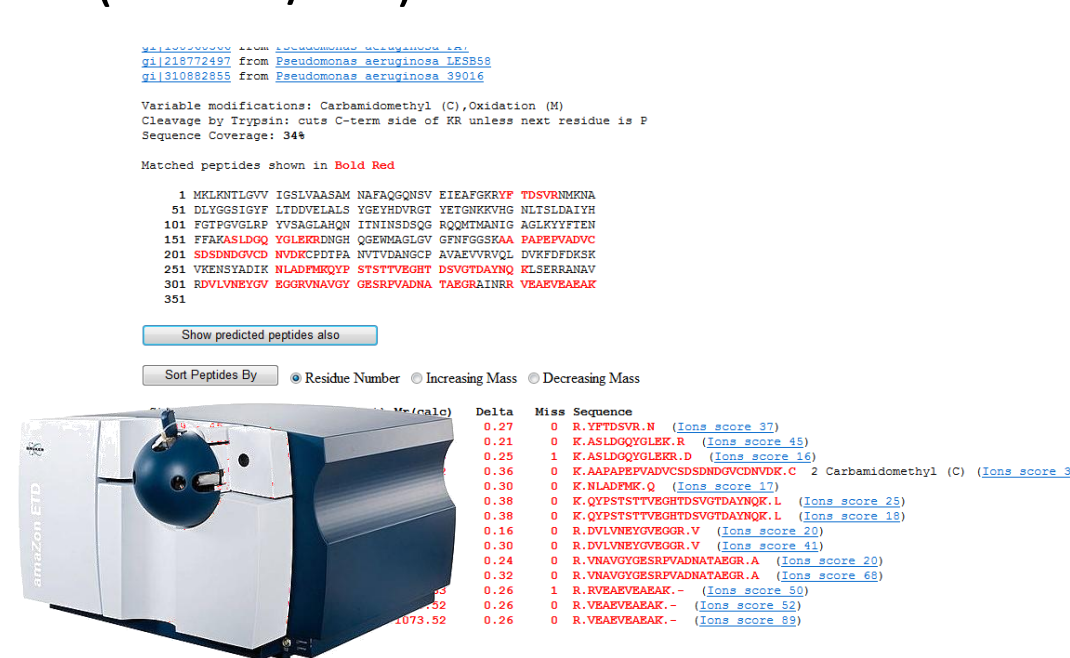 gi|218772497 from Pseudomonas aeruginosa LESB58
gi|310882855 from Pseudomonas aeruginosa 39016
Variable modifications: Carbamidomethyl (C),Oxidation (M)
Cleavage by Trypsin: cuts C-term side of KR unless next residue is P
Sequence Coverage: 34%
Matched peptides shown in Bold Red
1 MKLKNTLGVV IGSLVAASAM NAFAQGQNSV EIEAFGKRYF TDSVRNMKNA
51 DLYGGSIGYF LTDDVELALS YGEYHDVRGT YETGNKKVHG NLTSLDAIYH
101 FGTPGVGLRP YVSAGLAHQN ITNINSDSQG RQQMTMANIG AGLKYYFTEN
151 FFAKASLDGQ YGLEKRDNGH QGEWMAGLGV GFNFGGSKAA PAPEPVADVC
201 SDSDNDGVCD NVDKCPDTPA NVTVDANGCP AVAEVVRVQL DVKFDFDKSK
251 VKENSYADIK NLADFMKQYP STSTTVEGHT DSVGTDAYNQ KLSERRANAV
301 RDVLVNEYGV EGGRVNAVGY GESRPVADNA TAEGRAINRR VEAEVEAEAK
351
Show predicted peptides also
Sort Peptides By Residue Number Increasing Mass Decreasing Mass
Mr(calc) Delta Miss Sequence
0.27 0 R.YFTDSVR.N (Ions score 37)
0.21 0 K.ASLDGQYGLEK.R (Ions score 45)
0.25 1 K.ASLDGQYGLEKR.D (Ions score 16)
0.36 0 K.AAPAPEPVADVCSDSDNDGVCDNVDK.C 2 Carbamidomethyl (C) (Ions score
0.30 0 K.NLADFMK.Q (Ions score 17)
0.38 0 K.QYPSTSTTVEGHTDSVGTDAYNQK.L (Ions score 25)
0.38 0 K.QYPSTSTTVEGHTDSVGTDAYNQK.L (Ions score 18)
0.16 0 R.DVLVNEYGVEGGR.V (Ions score 20)
0.30 0 R.DVLVNEYGVEGGR.V (Ions score 41)
0.24 0 R.VNAVGYGESRPVADNATAEGR.A (Ions score 20)
0.32 0 R.VNAVGYGESRPVADNATAEGR.A (Ions score 68)
0.26 1 R.RVEAEVEAEAK.- (Ions score 50)
.52 0.26 0 R.VEAEVEAEAK.- (Ions score 52)
1073.52 0.26 0 R.VEAEVEAEAK.- (Ions score 89)
BRUKER
amaZon ETD